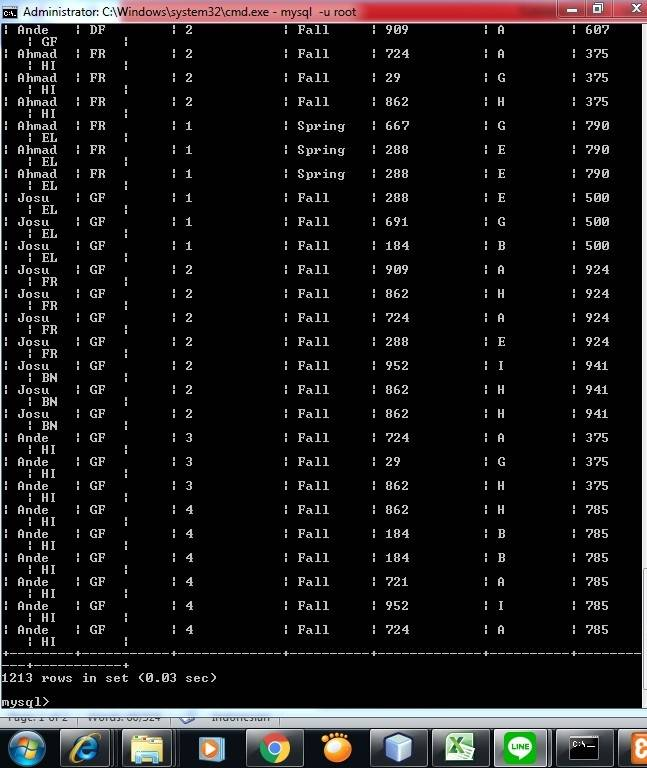 Administrator: C:\Windows\system32\cmd.exe - mysql -u root
| Ande | DF | 2 | Fall | 909 | A | 607
| GF |
| Ahmad | FR | 2 | Fall | 724 | A | 375
| HI |
| Ahmad | FR | 2 | Fall | 29 | G | 375
| HI |
| Ahmad | FR | 2 | Fall | 862 | H | 375
| HI |
| Ahmad | FR | 1 | Spring | 667 | G | 790
| EL |
| Ahmad | FR | 1 | Spring | 288 | E | 790
| EL |
| Ahmad | FR | 1 | Spring | 288 | E | 790
| EL |
| Josu | GF | 1 | Fall | 288 | E | 500
| EL |
| Josu | GF | 1 | Fall | 691 | G | 500
| EL |
| Josu | GF | 1 | Fall | 184 | B | 500
| EL |
| Josu | GF | 2 | Fall | 909 | A | 924
| FR |
| Josu | GF | 2 | Fall | 862 | H | 924
| FR |
| Josu | GF | 2 | Fall | 724 | A | 924
| FR |
| Josu | GF | 2 | Fall | 288 | E | 924
| FR |
| Josu | GF | 2 | Fall | 952 | I | 941
| BN |
| Josu | GF | 2 | Fall | 862 | H | 941
| BN |
| Josu | GF | 2 | Fall | 862 | H | 941
| BN |
| Ande | GF | 3 | Fall | 724 | A | 375
| HI |
| Ande | GF | 3 | Fall | 29 | G | 375
| HI |
| Ande | GF | 3 | Fall | 862 | H | 375
| HI |
| Ande | GF | 4 | Fall | 862 | H | 785
| HI |
| Ande | GF | 4 | Fall | 184 | B | 785
| HI |
| Ande | GF | 4 | Fall | 184 | B | 785
| HI |
| Ande | GF | 4 | Fall | 721 | A | 785
| HI |
| Ande | GF | 4 | Fall | 952 | I | 785
| HI |
| Ande | GF | 4 | Fall | 724 | A | 785
| HI |
1213 rows in set (0.03 sec)
mysql>
Page: 1 of 2 Words: 60/324 Indonesian
LINE
C:\_